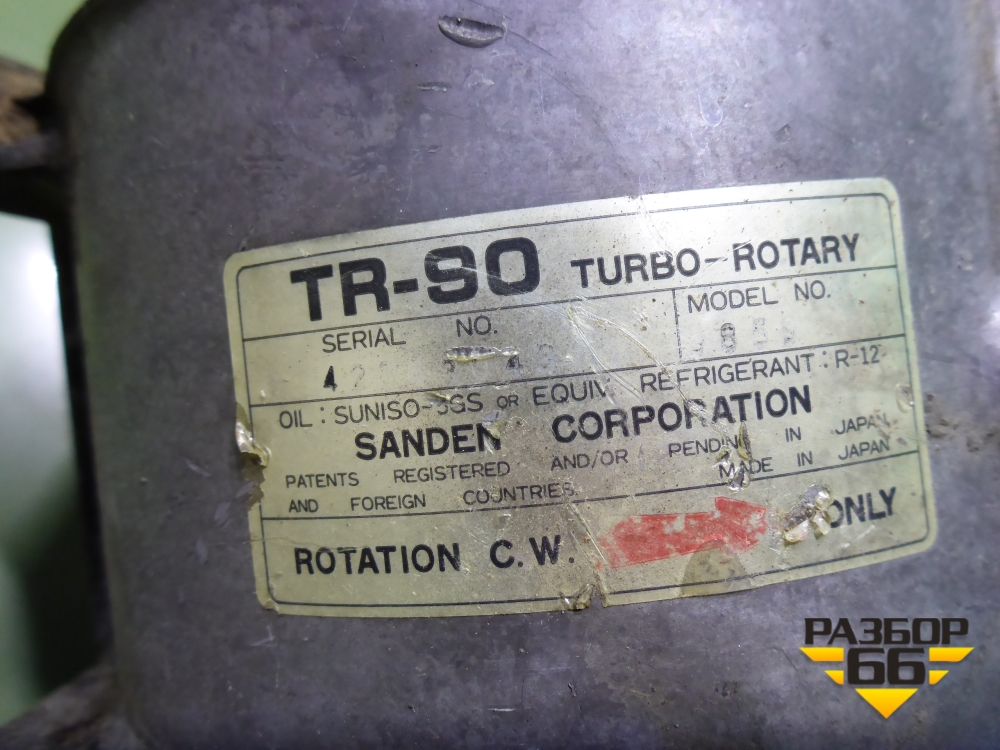 TR-90 TURBO-ROTARY
SERIAL NO.
MODEL NO.
OIL : SUNISO-5GS OR EQUIV. REFRIGERANT : R-12
SANDEN CORPORATION
PATENTS REGISTERED AND/OR PENDING IN JAPAN
AND FOREIGN COUNTRIES MADE IN JAPAN
ROTATION C.W. ONLY
РАЗБОР
66